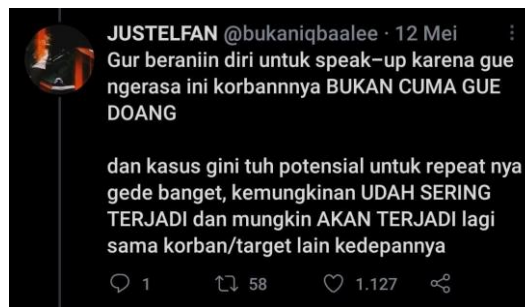 JUSTELFAN @bukaniqbaalee · 12 Mei
Gur beraniin diri untuk speak-up karena gue
ngerasa ini korbannnya BUKAN CUMA GUE
DOANG
dan kasus gini tuh potensial untuk repeat nya
gede banget, kemungkinan UDAH SERING
TERJADI dan mungkin AKAN TERJADI lagi
sama korban/target lain kedepannya
1 58 1.127